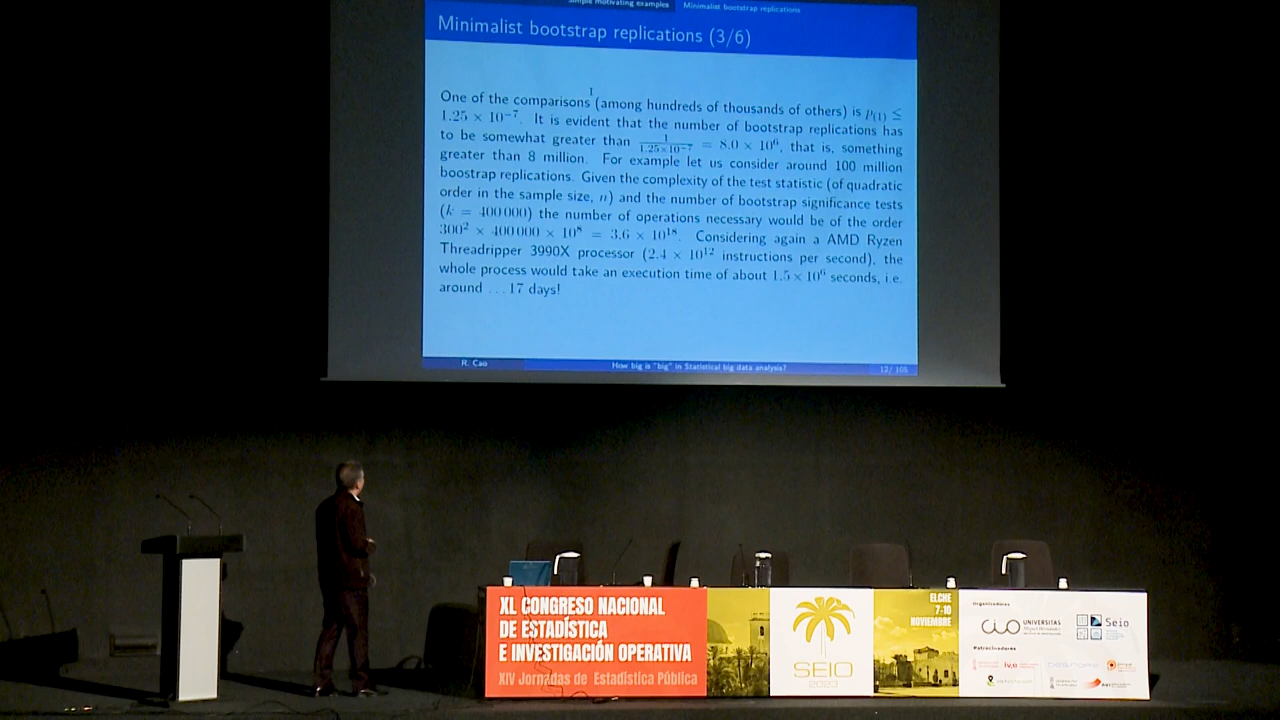 Simple motivating examples Minimalist bootstrap replications
Minimalist bootstrap replications (3/6)
One of the comparisons (among hundreds of thousands of others) is p(1) ≤
1.25 × 10⁻⁷. It is evident that the number of bootstrap replications has
to be somewhat greater than 1/(1.25×10⁻⁷) = 8.0 × 10⁶, that is, something
greater than 8 million. For example let us consider around 100 million
boostrap replications. Given the complexity of the test statistic (of quadratic
order in the sample size, n) and the number of bootstrap significance tests
(k = 400 000) the number of operations necessary would be of the order
300² × 400 000 × 10⁸ = 3.6 × 10¹⁸. Considering again a AMD Ryzen
Threadripper 3990X processor (2.4 × 10¹² instructions per second), the
whole process would take an execution time of about 1.5 × 10⁶ seconds, i.e.
around ... 17 days!
R. Cao How big is "big" in Statistical big data analysis? 12/ 105
XL CONGRESO NACIONAL
DE ESTADÍSTICA
E INVESTIGACIÓN OPERATIVA
XIV Jornadas de Estadística Pública
SEIO
2023
ELCHE
7-10
NOVIEMBRE
Organizadores
CIO UNIVERSITAS
Miguel Hernández
Seio
Patrocinadores